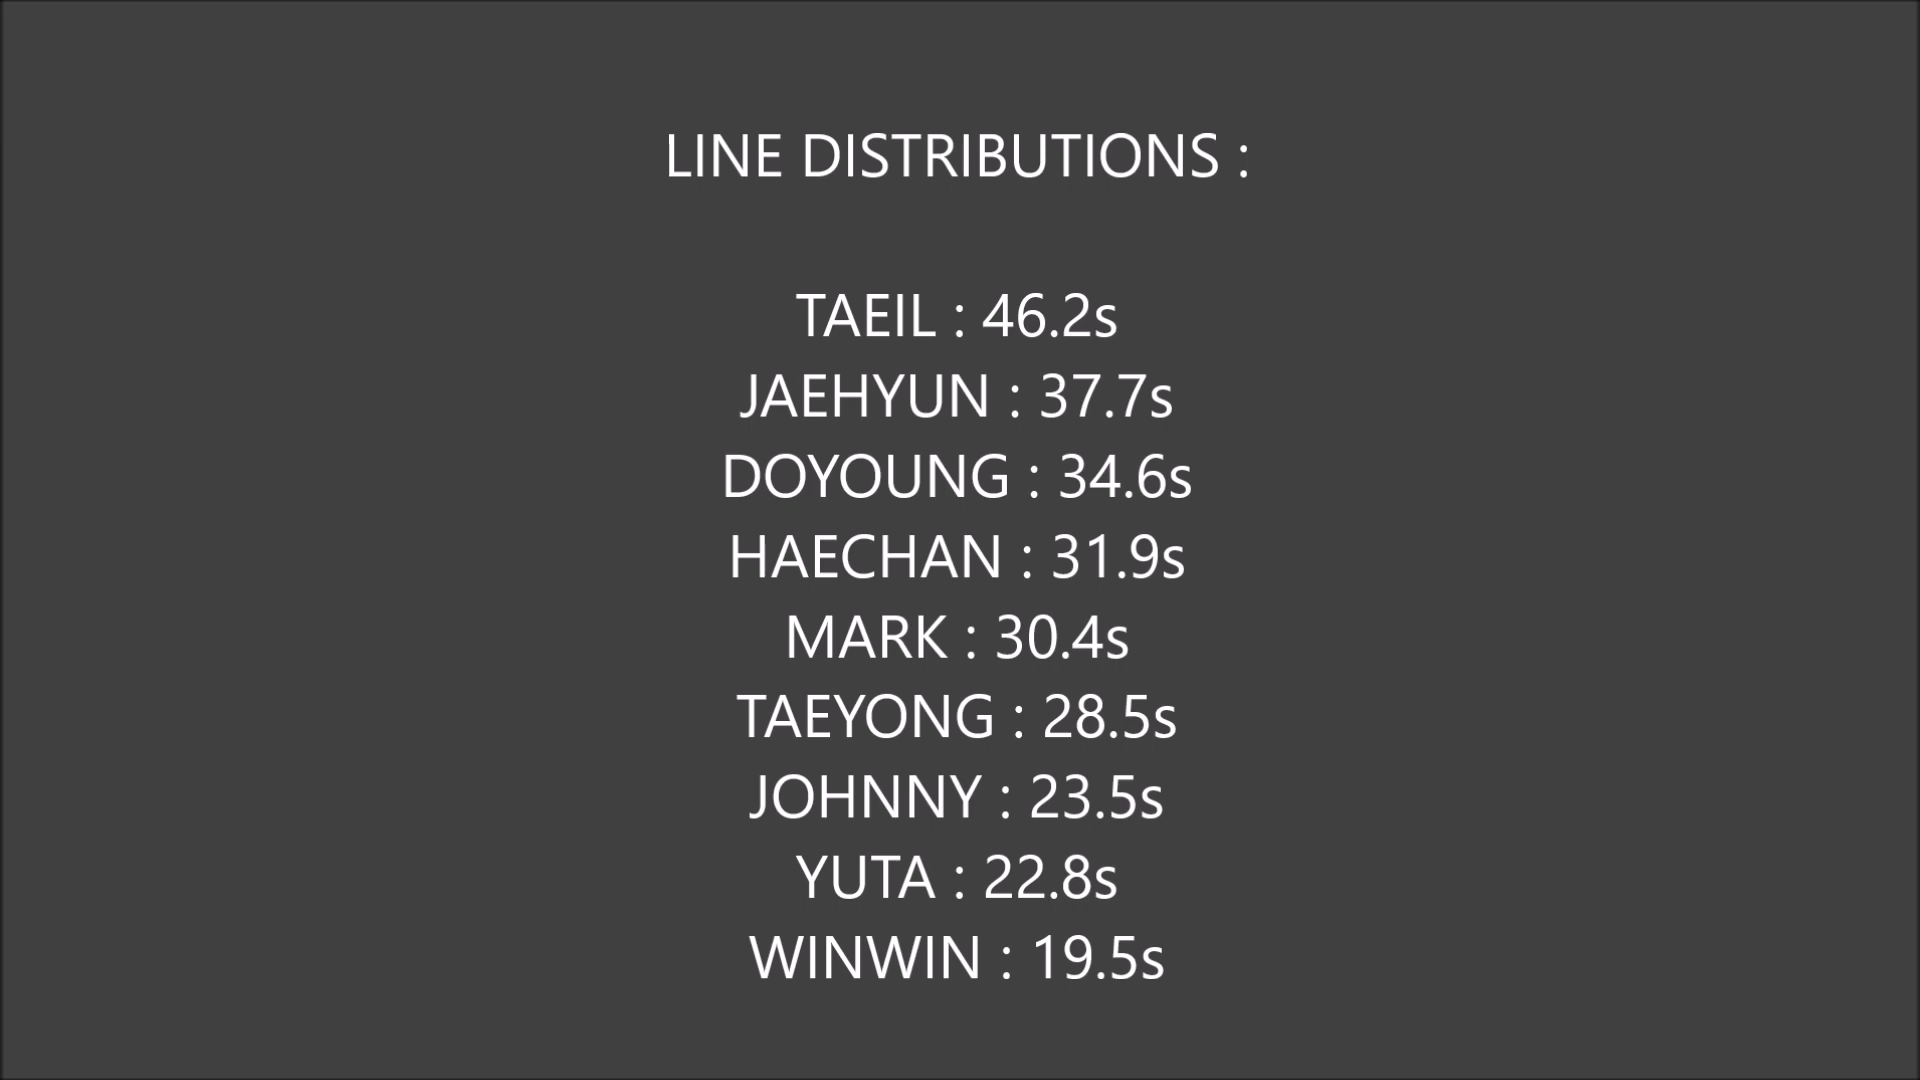 LINE DISTRIBUTIONS :
TAEIL : 46.2s
JAEHYUN : 37.7s
DOYOUNG : 34.6s
HAECHAN : 31.9s
MARK : 30.4s
TAEYONG : 28.5s
JOHNNY : 23.5s
YUTA : 22.8s
WINWIN : 19.5s